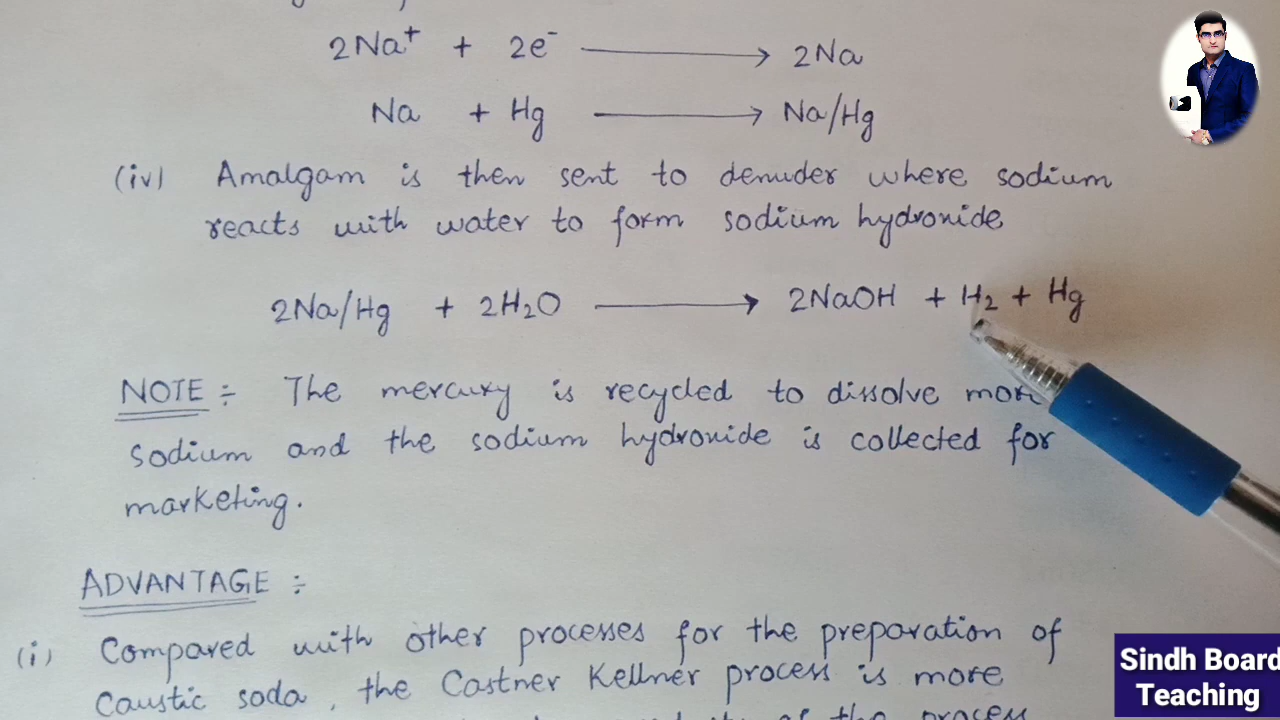 2Na⁺ + 2e⁻ ⟶ 2Na
Na + Hg ⟶ Na/Hg
(iv) Amalgam is then sent to denuder where sodium
reacts with water to form sodium hydroxide
2Na/Hg + 2H₂O ⟶ 2NaOH + H₂ + Hg
NOTE ÷ The mercury is recycled to dissolve more
sodium and the sodium hydroxide is collected for
marketing.
ADVANTAGE ÷
(i) Compared with other processes for the preparation of
caustic soda, the Castner Kellner process is more
of the process
Sindh Board
Teaching